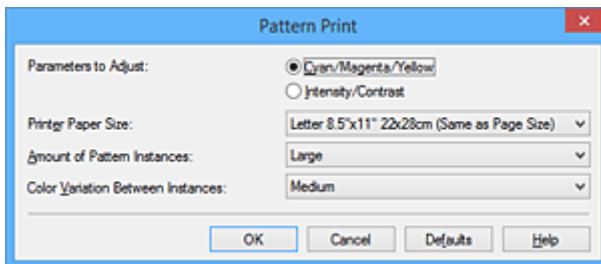 Pattern Print
Parameters to Adjust: Cyan/Magenta/Yellow
Intensity/Contrast
Printer Paper Size: Letter 8.5"x11" 22x28cm (Same as Page Size)
Amount of Pattern Instances: Large
Color Variation Between Instances: Medium
OK Cancel Defaults Help